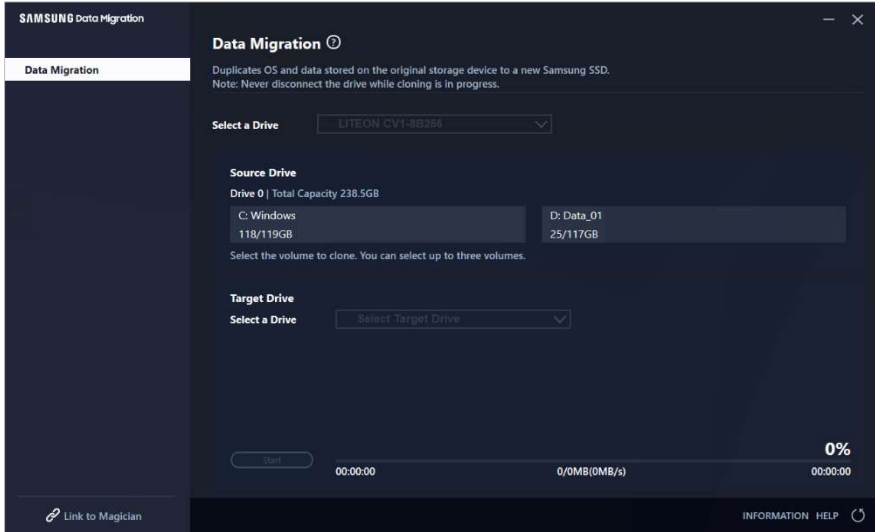 SAMSUNG Data Migration
Data Migration
Data Migration ?
Duplicates OS and data stored on the original storage device to a new Samsung SSD.
Note: Never disconnect the drive while cloning is in progress.
Select a Drive LITEON CV1-8B256
Source Drive
Drive 0 | Total Capacity 238.5GB
C: Windows D: Data_01
118/119GB 25/117GB
Select the volume to clone. You can select up to three volumes.
Target Drive
Select a Drive Select Target Drive
0%
Start
00:00:00 0/0MB(0MB/s) 00:00:00
Link to Magician
INFORMATION HELP